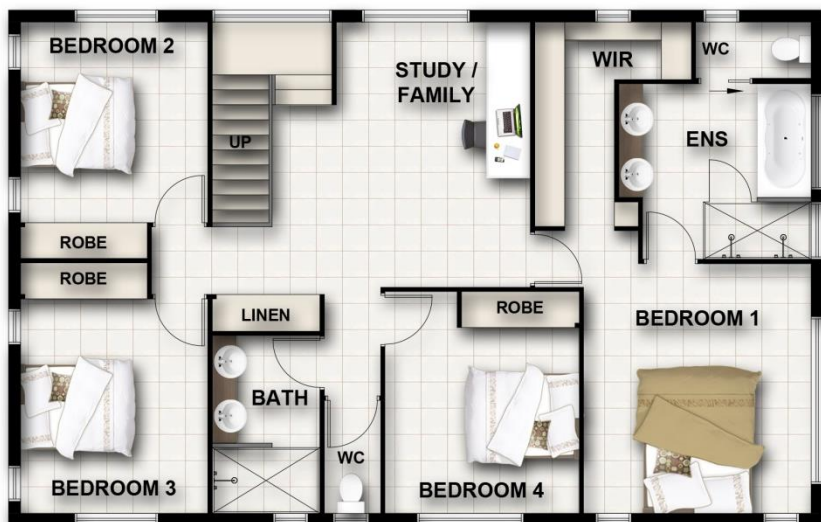 BEDROOM 2
STUDY /
FAMILY
WIR
WC
UP
ENS
ROBE
ROBE
LINEN
ROBE
BEDROOM 1
BATH
WC
BEDROOM 3
BEDROOM 4